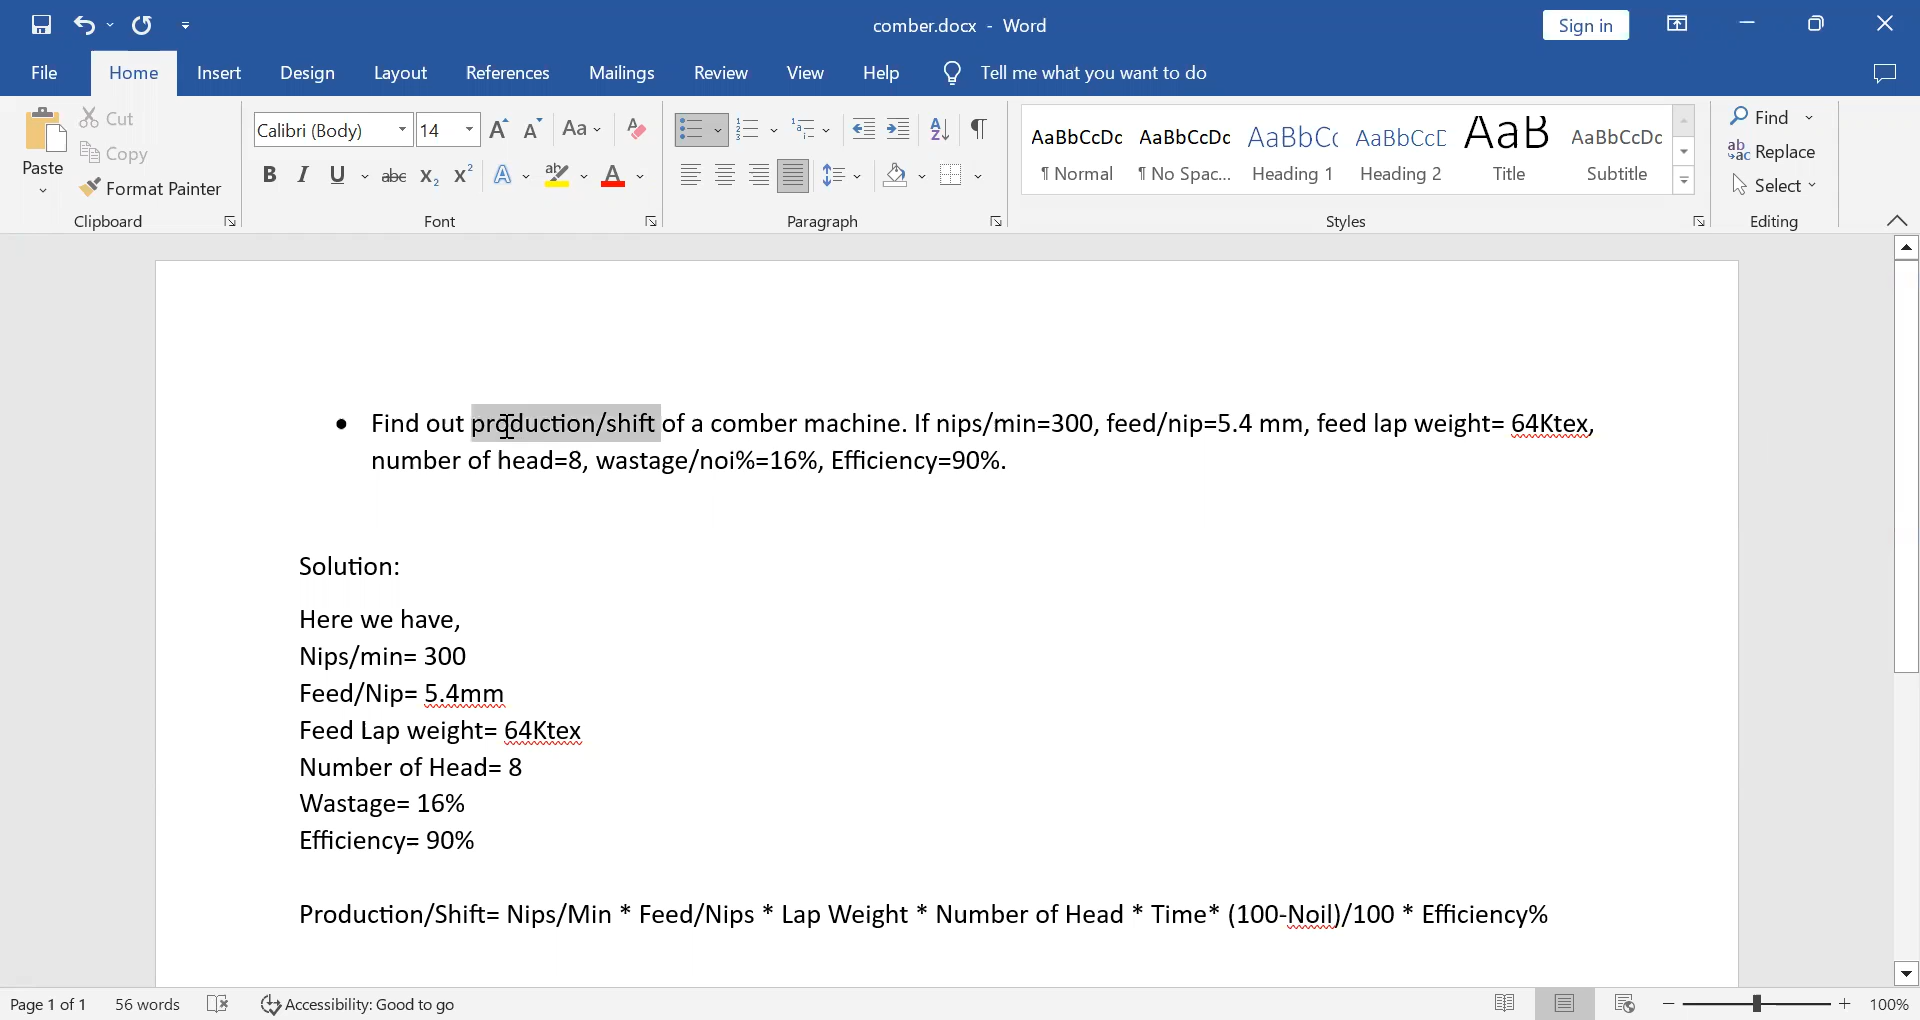 comber.docx - Word
Sign in
File Home Insert Design Layout References Mailings Review View Help Tell me what you want to do
Paste
Cut
Copy
Format Painter
Clipboard
Calibri (Body) 14
Aa
B I U abc X₂ X² A A
Font
Paragraph
AaBbCcDc AaBbCcDc AaBbC( AaBbCcE AaB AaBbCcDc
¶ Normal ¶ No Spac... Heading 1 Heading 2 Title Subtitle
Styles
Find
Replace
Select
Editing
• Find out production/shift of a comber machine. If nips/min=300, feed/nip=5.4 mm, feed lap weight= 64Ktex,
number of head=8, wastage/noi%=16%, Efficiency=90%.
Solution:
Here we have,
Nips/min= 300
Feed/Nip= 5.4mm
Feed Lap weight= 64Ktex
Number of Head= 8
Wastage= 16%
Efficiency= 90%
Production/Shift= Nips/Min * Feed/Nips * Lap Weight * Number of Head * Time* (100-Noil)/100 * Efficiency%
Page 1 of 1 56 words Accessibility: Good to go 100%